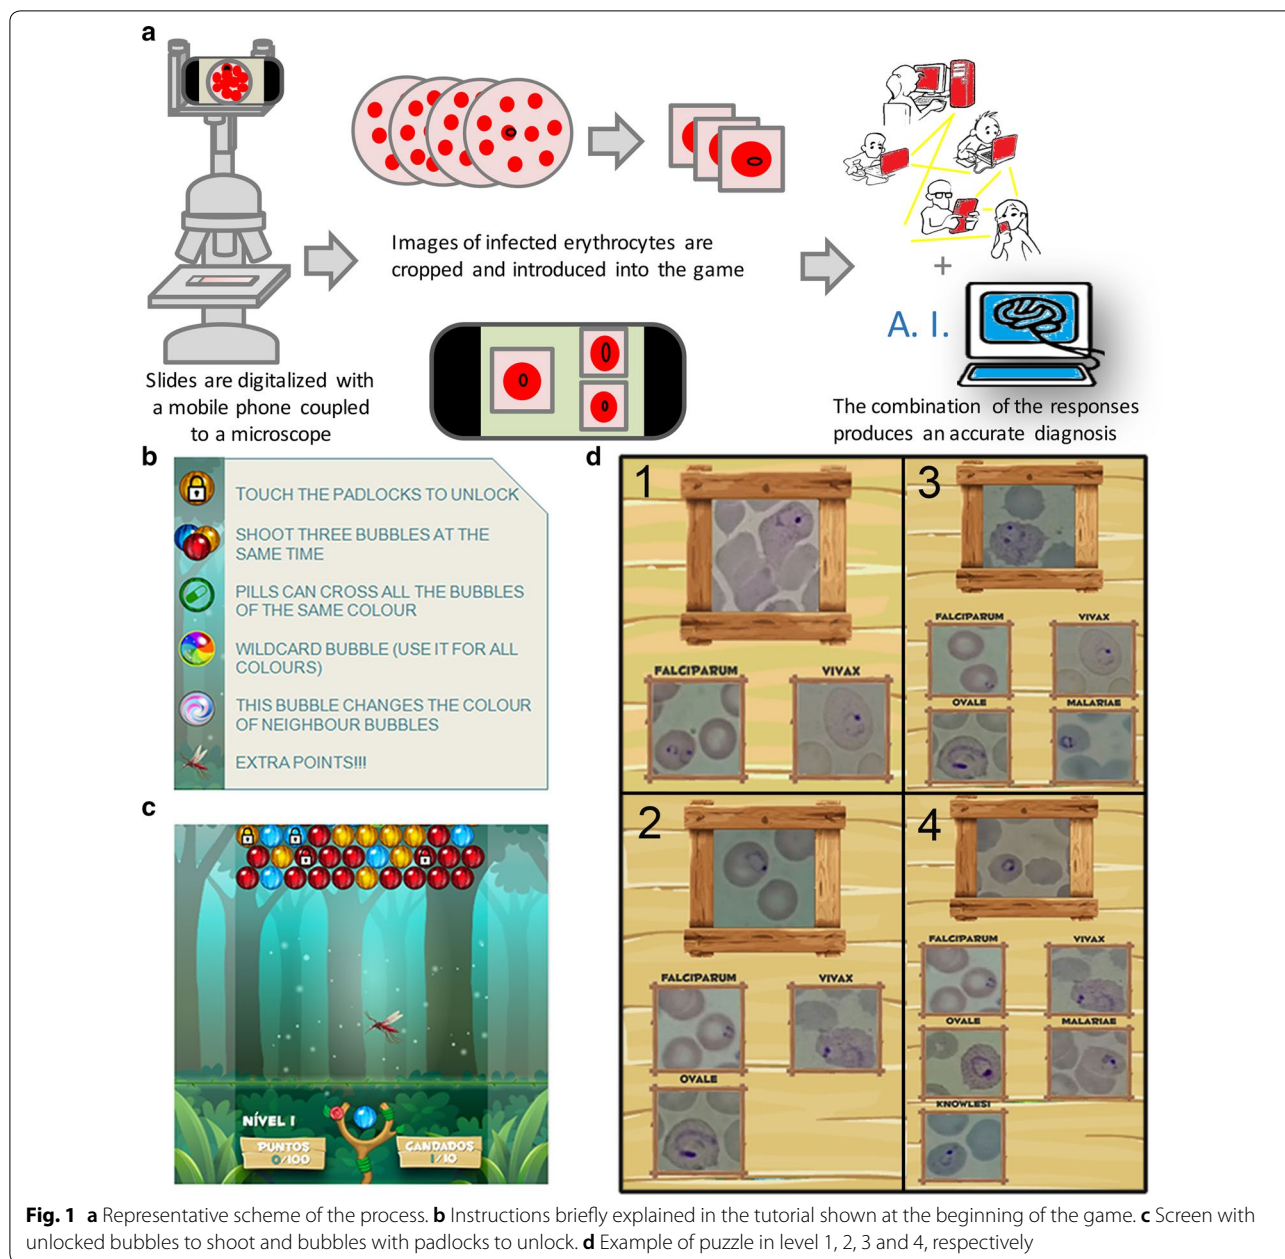 a
Slides are digitalized with
a mobile phone coupled
to a microscope
Images of infected erythrocytes are
cropped and introduced into the game
+
A. I.
The combination of the responses
produces an accurate diagnosis
b
TOUCH THE PADLOCKS TO UNLOCK
SHOOT THREE BUBBLES AT THE
SAME TIME
PILLS CAN CROSS ALL THE BUBBLES
OF THE SAME COLOUR
WILDCARD BUBBLE (USE IT FOR ALL
COLOURS)
THIS BUBBLE CHANGES THE COLOUR
OF NEIGHBOUR BUBBLES
EXTRA POINTS!!!
c
NÍVEL 1
PUNTOS
0/100
CANDADOS
1/10
d
1
FALCIPARUM
VIVAX
2
FALCIPARUM
VIVAX
OVALE
3
FALCIPARUM
VIVAX
OVALE
MALARIAE
4
FALCIPARUM
VIVAX
OVALE
MALARIAE
KNOWLESI
Fig. 1 a Representative scheme of the process. b Instructions briefly explained in the tutorial shown at the beginning of the game. c Screen with
unlocked bubbles to shoot and bubbles with padlocks to unlock. d Example of puzzle in level 1, 2, 3 and 4, respectively